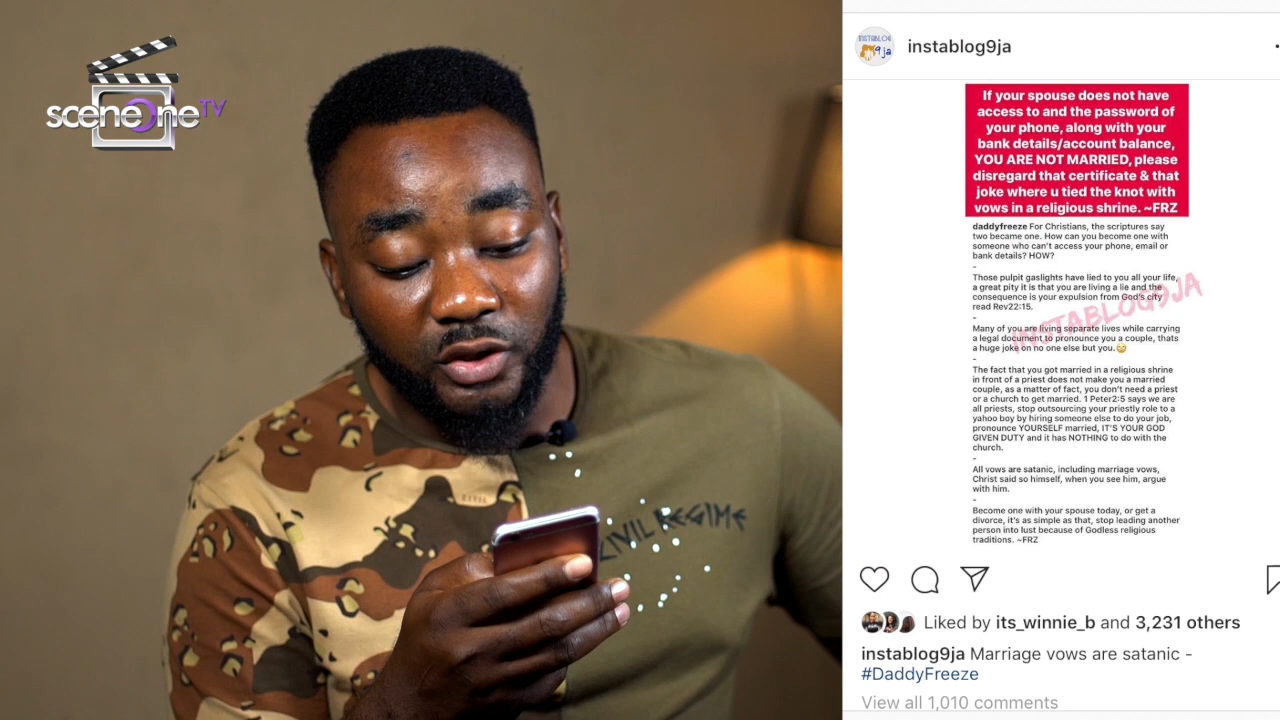 sceneOneTV
CIVIL REGIME
instablog9ja
INSTABLOG
9ja
If your spouse does not have
access to and the password of
your phone, along with your
bank details/account balance,
YOU ARE NOT MARRIED, please
disregard that certificate & that
joke where u tied the knot with
vows in a religious shrine. ~FRZ
daddyfreeze For Christians, the scriptures say
two became one. How can you become one with
someone who can't access your phone, email or
bank details? HOW?
-
Those pulpit gaslights have lied to you all your life,
a great pity it is that you are living a lie and the
consequence is your expulsion from God's city
read Rev22:15.
-
Many of you are living separate lives while carrying
a legal document to pronounce you a couple, thats
a huge joke on no one else but you.😳
-
The fact that you got married in a religious shrine
in front of a priest does not make you a married
couple, as a matter of fact, you don't need a priest
or a church to get married. 1 Peter2:5 says we are
all priests, stop outsourcing your priestly role to a
yahoo boy by hiring someone else to do your job,
pronounce YOURSELF married, IT'S YOUR GOD
GIVEN DUTY and it has NOTHING to do with the
church.
-
All vows are satanic, including marriage vows,
Christ said so himself, when you see him, argue
with him.
-
Become one with your spouse today, or get a
divorce, it's as simple as that, stop leading another
person into lust because of Godless religious
traditions. ~FRZ
INSTABLOG9JA
Liked by its_winnie_b and 3,231 others
instablog9ja Marriage vows are satanic -
#DaddyFreeze
View all 1,010 comments